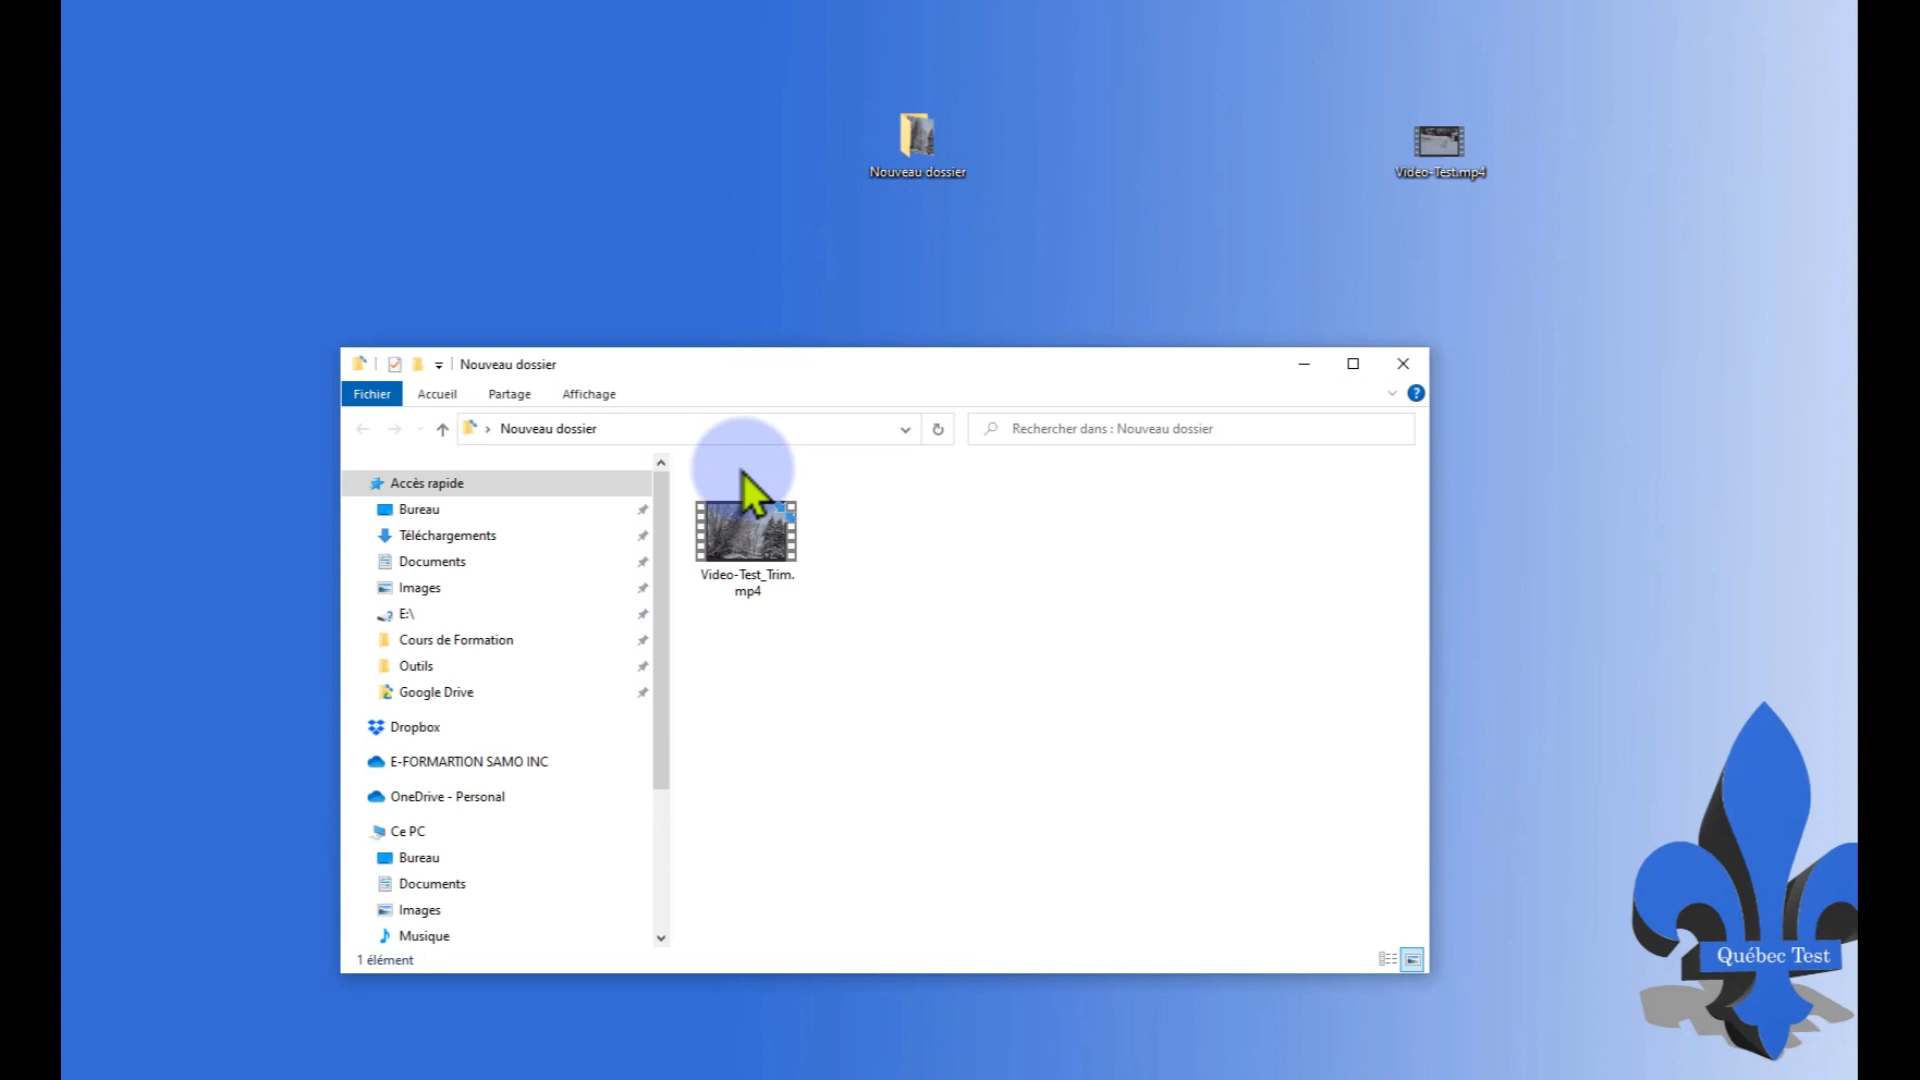 Nouveau dossier
Video-Test.mp4
Nouveau dossier
Fichier
Accueil
Partage
Affichage
?
Nouveau dossier
Rechercher dans : Nouveau dossier
Accès rapide
Bureau
Téléchargements
Documents
Images
E:\
Cours de Formation
Outils
Google Drive
Dropbox
E-FORMARTION SAMO INC
OneDrive - Personal
Ce PC
Bureau
Documents
Images
Musique
Video-Test_Trim.
mp4
1 élément
Québec Test